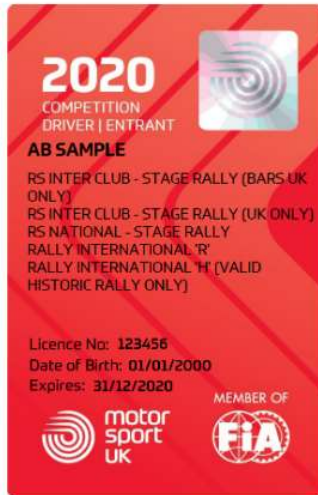 2020
COMPETITION
DRIVER | ENTRANT
AB SAMPLE
RS INTER CLUB - STAGE RALLY (BARS UK
ONLY)
RS INTER CLUB - STAGE RALLY (UK ONLY)
RS NATIONAL - STAGE RALLY
RALLY INTERNATIONAL 'R'
RALLY INTERNATIONAL 'H' (VALID
HISTORIC RALLY ONLY)
Licence No: 123456
Date of Birth: 01/01/2000
Expires: 31/12/2020
MEMBER OF
motor
sport
UK
FiA